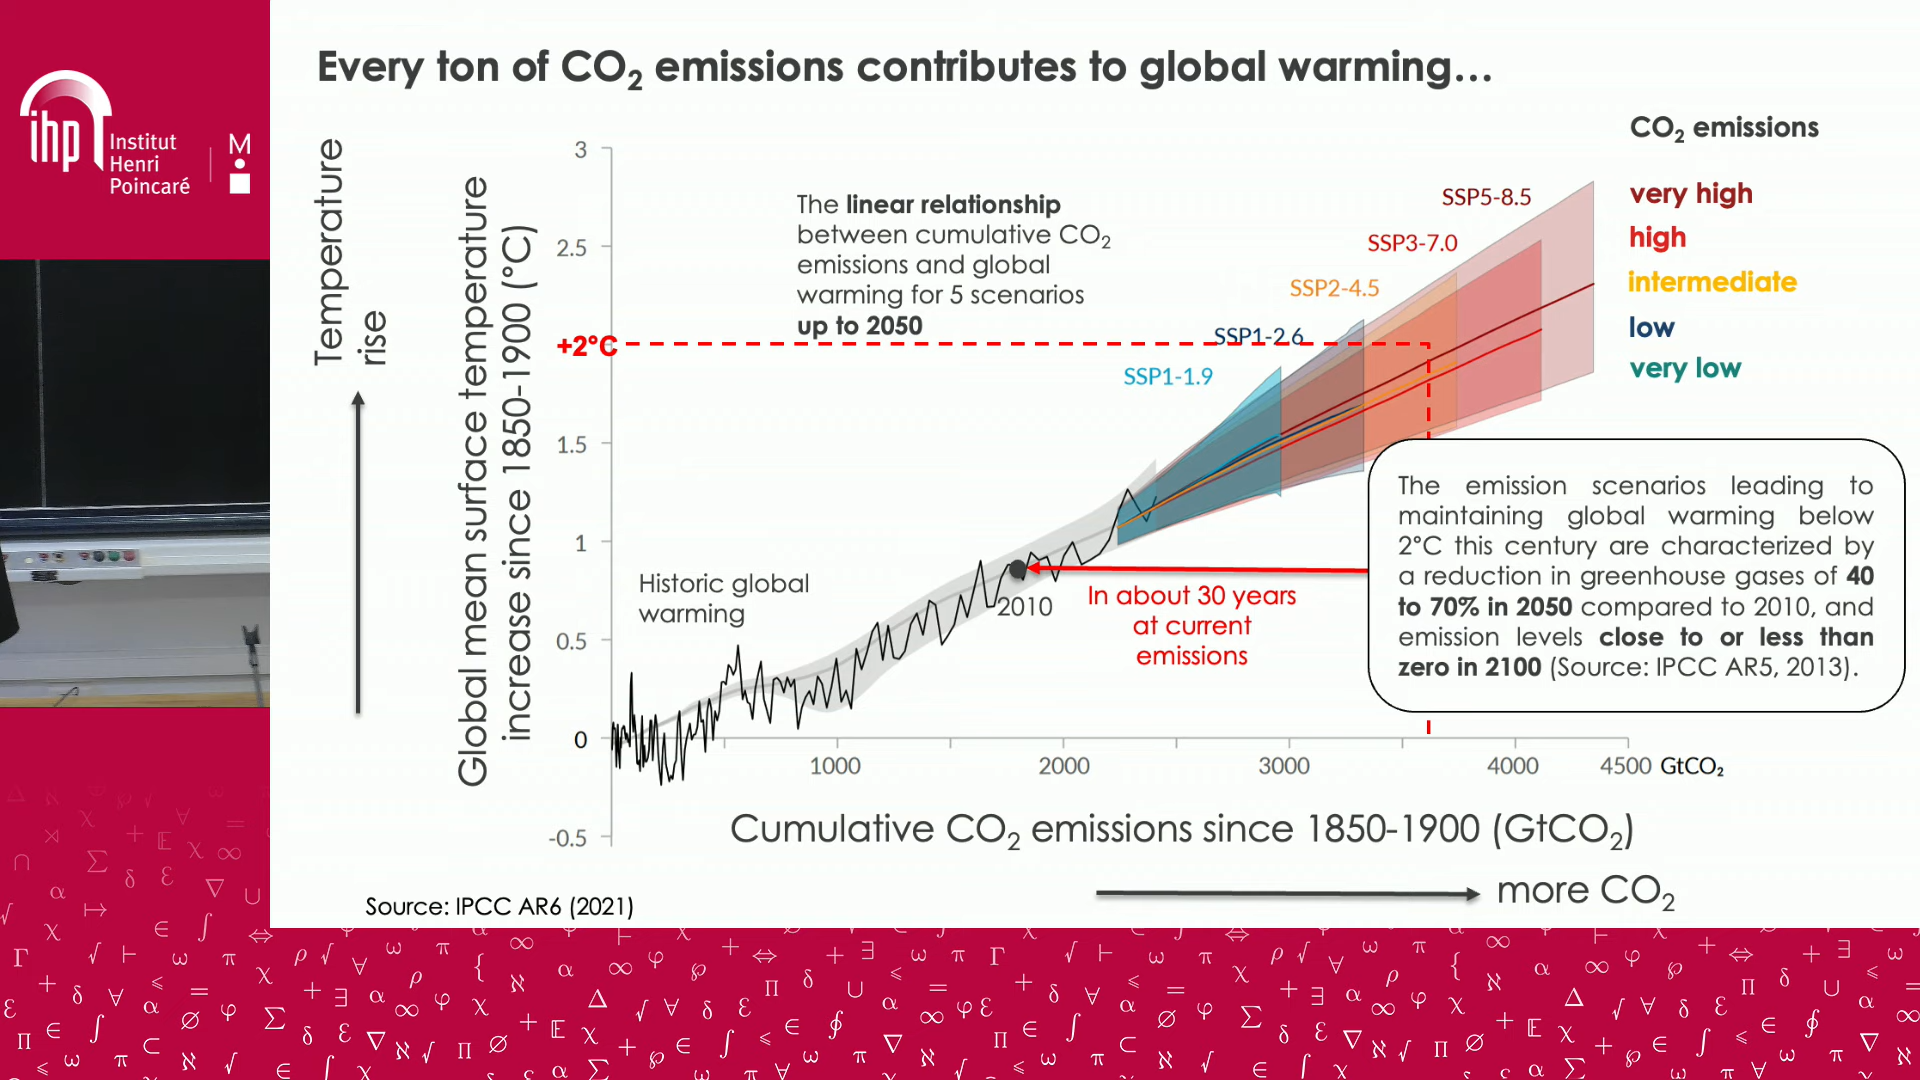 ihp
Institut
Henri
Poincaré
M
Every ton of CO₂ emissions contributes to global warming…
CO₂ emissions
very high
high
intermediate
low
very low
Temperature
rise
Global mean surface temperature
increase since 1850-1900 (°C)
3
2.5
+2°C
1.5
1
0.5
0
-0.5
The linear relationship
between cumulative CO₂
emissions and global
warming for 5 scenarios
up to 2050
SSP5-8.5
SSP3-7.0
SSP2-4.5
SSP1-2.6
SSP1-1.9
Historic global
warming
2010
In about 30 years
at current
emissions
The emission scenarios leading to
maintaining global warming below
2°C this century are characterized by
a reduction in greenhouse gases of 40
to 70% in 2050 compared to 2010, and
emission levels close to or less than
zero in 2100 (Source: IPCC AR5, 2013).
1000
2000
3000
4000
4500 GtCO₂
Cumulative CO₂ emissions since 1850-1900 (GtCO₂)
more CO₂
Source: IPCC AR6 (2021)